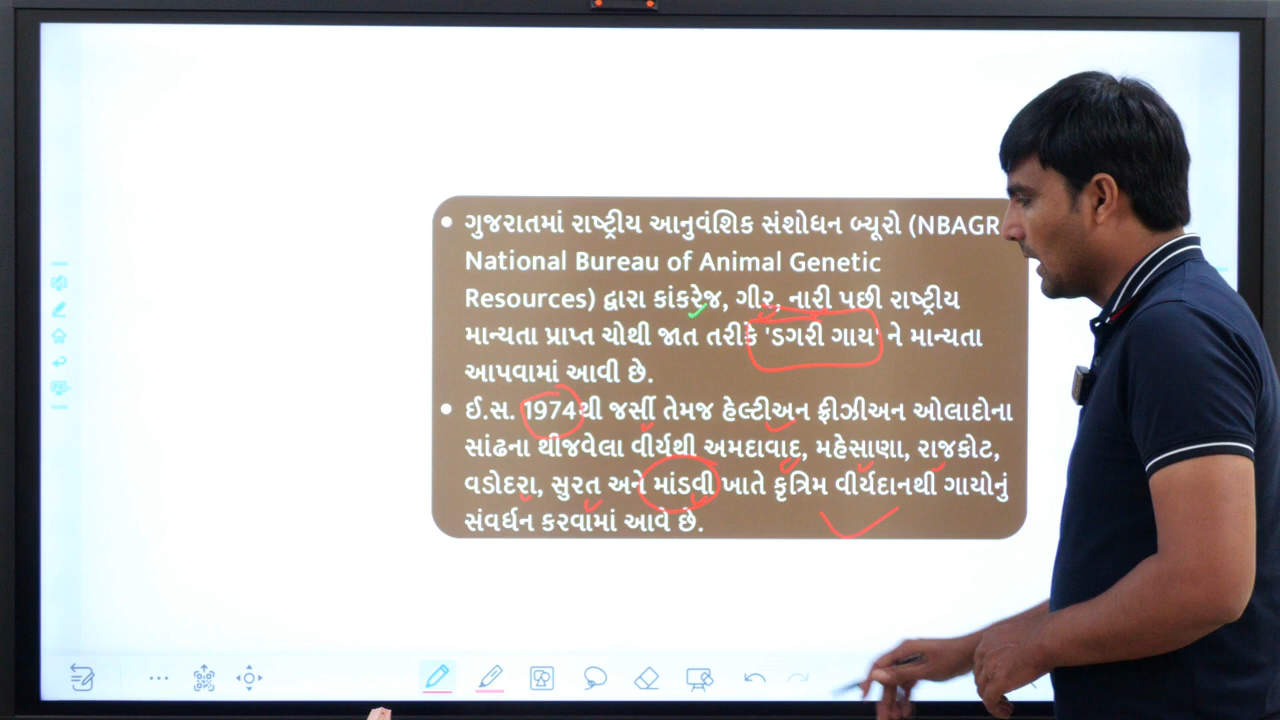 • ગુજરાતમાં રાષ્ટ્રીય આનુવંશિક સંશોધન બ્યૂરો (NBAGR
National Bureau of Animal Genetic
Resources) દ્વારા કાંકરેજ, ગીર, નારી પછી રાષ્ટ્રીય
માન્યતા પ્રાપ્ત ચોથી જાત તરીકે 'ડગરી ગાય' ને માન્યતા
આપવામાં આવી છે.
• ઈ.સ. 1974થી જર્સી તેમજ હેલ્ટીઅન ફ્રીઝીઅન ઓલાદોના
સાંઢના થીજવેલા વીર્યથી અમદાવાદ, મહેસાણા, રાજકોટ,
વડોદરા, સુરત અને માંડવી ખાતે કૃત્રિમ વીર્યદાનથી ગાયોનું
સંવર્ધન કરવામાં આવે છે.